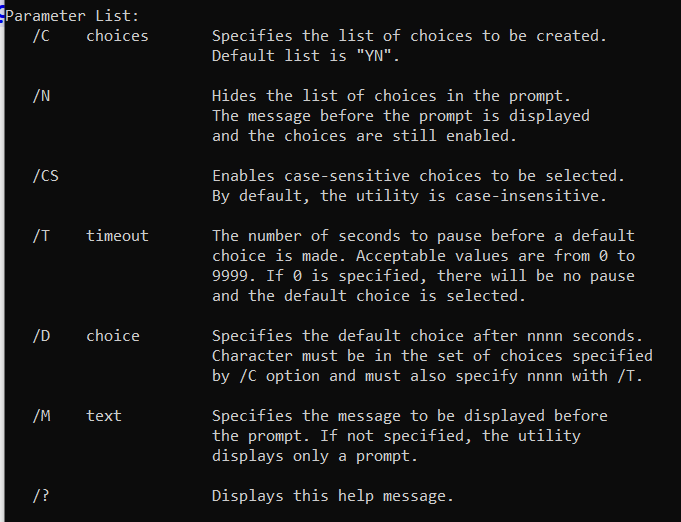 Parameter List:
/C choices Specifies the list of choices to be created.
Default list is "YN".
/N Hides the list of choices in the prompt.
The message before the prompt is displayed
and the choices are still enabled.
/CS Enables case-sensitive choices to be selected.
By default, the utility is case-insensitive.
/T timeout The number of seconds to pause before a default
choice is made. Acceptable values are from 0 to
9999. If 0 is specified, there will be no pause
and the default choice is selected.
/D choice Specifies the default choice after nnnn seconds.
Character must be in the set of choices specified
by /C option and must also specify nnnn with /T.
/M text Specifies the message to be displayed before
the prompt. If not specified, the utility
displays only a prompt.
/? Displays this help message.